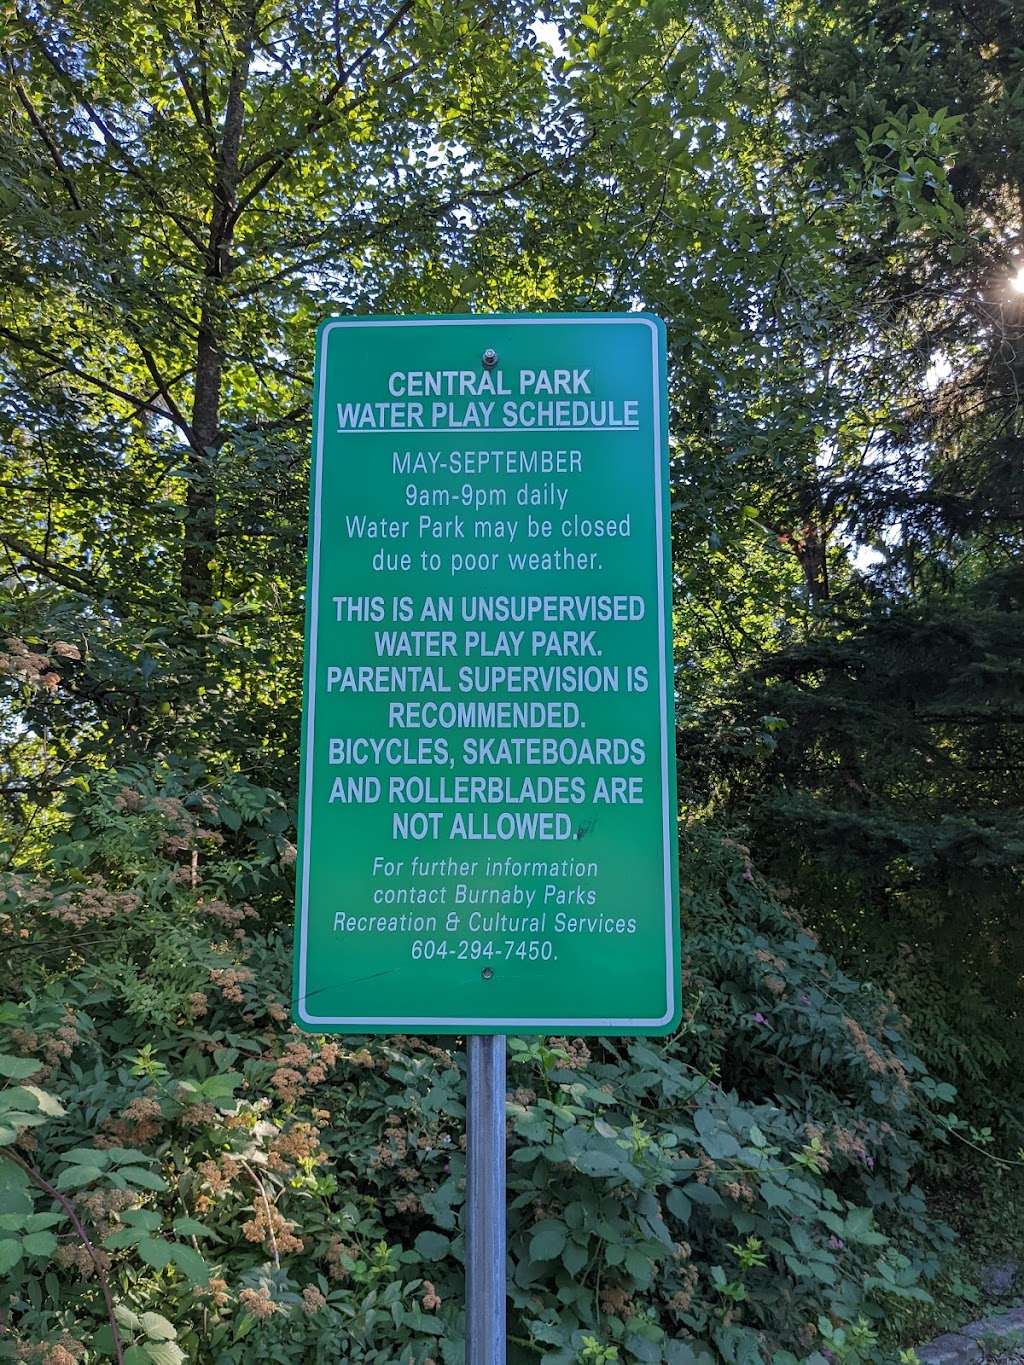 CENTRAL PARK
WATER PLAY SCHEDULE
MAY-SEPTEMBER
9am-9pm daily
Water Park may be closed
due to poor weather.
THIS IS AN UNSUPERVISED
WATER PLAY PARK.
PARENTAL SUPERVISION IS
RECOMMENDED.
BICYCLES, SKATEBOARDS
AND ROLLERBLADES ARE
NOT ALLOWED.
For further information
contact Burnaby Parks
Recreation & Cultural Services
604-294-7450.